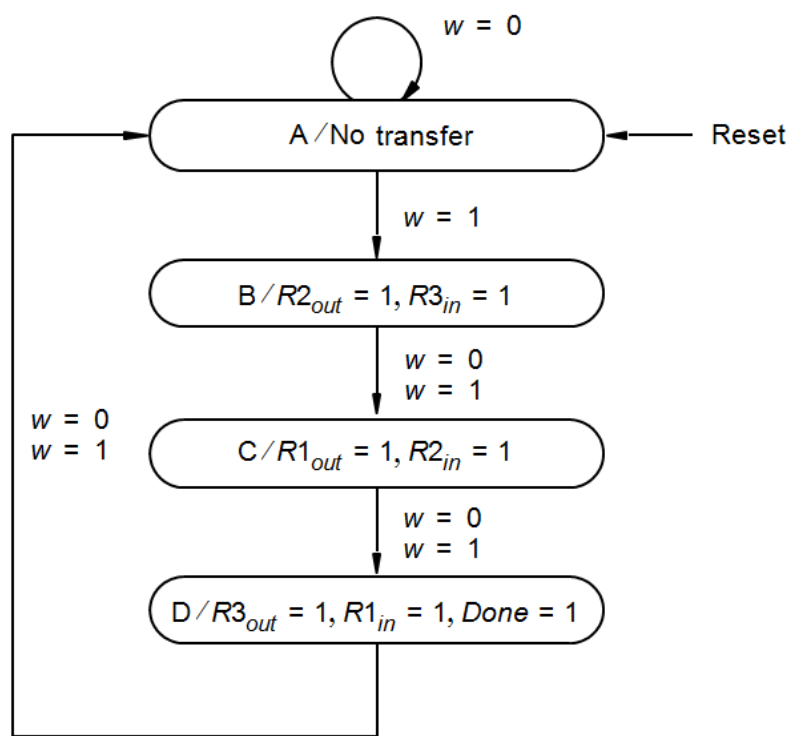 w = 0
A/No transfer
Reset
w = 1
B/R2out = 1, R3in = 1
w = 0
w = 1
w = 0
w = 1
C/R1out = 1, R2in = 1
w = 0
w = 1
D/R3out = 1, R1in = 1, Done = 1